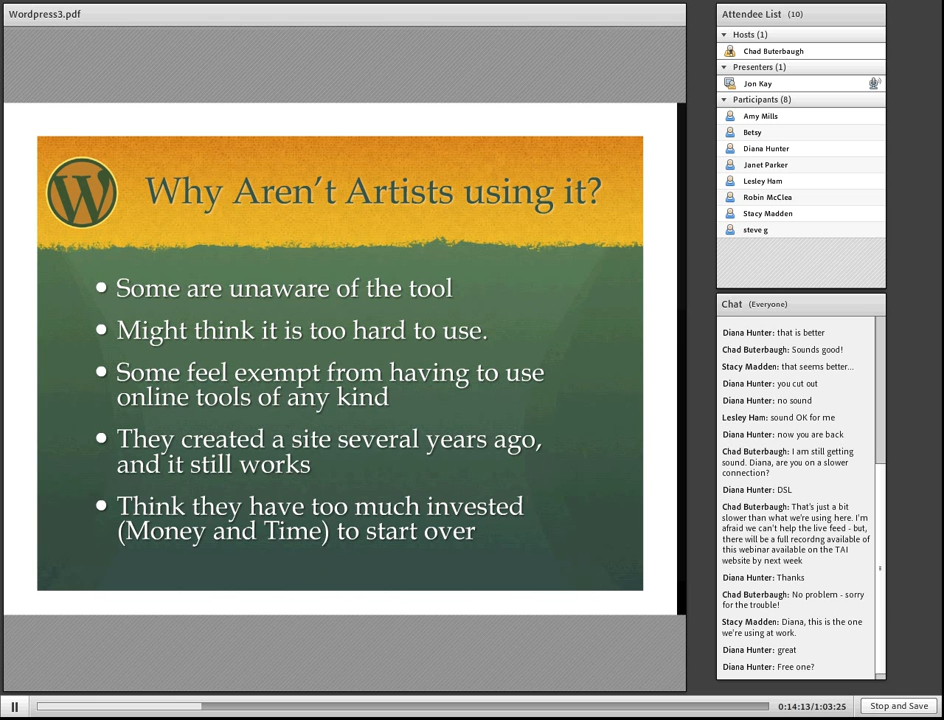 Wordpress3.pdf
W
Why Aren't Artists using it?
• Some are unaware of the tool
• Might think it is too hard to use.
• Some feel exempt from having to use
online tools of any kind
• They created a site several years ago,
and it still works
• Think they have too much invested
(Money and Time) to start over
Attendee List (10)
Hosts (1)
Chad Buterbaugh
Presenters (1)
Jon Kay
Participants (8)
Amy Mills
Betsy
Diana Hunter
Janet Parker
Lesley Ham
Robin McClea
Stacy Madden
steve g
Chat (Everyone)
Diana Hunter: that is better
Chad Buterbaugh: Sounds good!
Stacy Madden: that seems better...
Diana Hunter: you cut out
Diana Hunter: no sound
Lesley Ham: sound OK for me
Diana Hunter: now you are back
Chad Buterbaugh: I am still getting
sound. Diana, are you on a slower
connection?
Diana Hunter: DSL
Chad Buterbaugh: That's just a bit
slower than what we're using here. I'm
afraid we can't help the live feed - but,
there will be a full recordng available of
this webinar available on the TAI
website by next week
Diana Hunter: Thanks
Chad Buterbaugh: No problem - sorry
for the trouble!
Stacy Madden: Diana, this is the one
we're using at work.
Diana Hunter: great
Diana Hunter: Free one?
0:14:13/1:03:25
Stop and Save